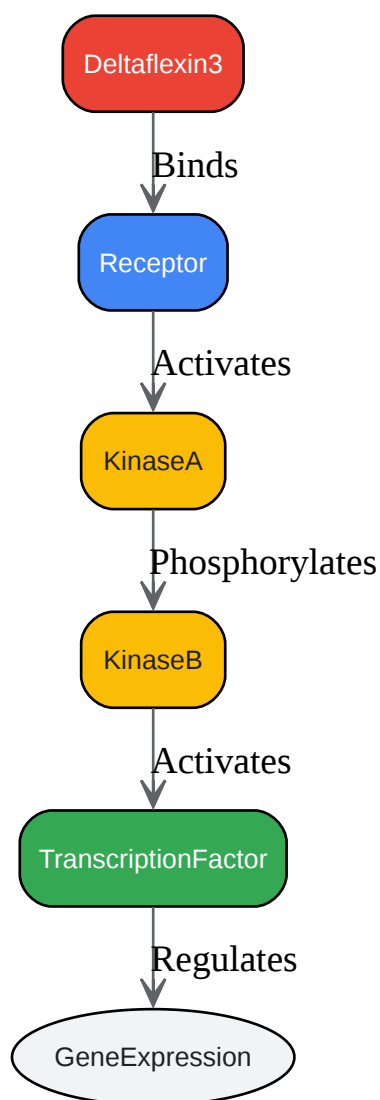 Deltaflexin3
Binds
Receptor
Activates
KinaseA
Phosphorylates
KinaseB
Activates
TranscriptionFactor
Regulates
GeneExpression